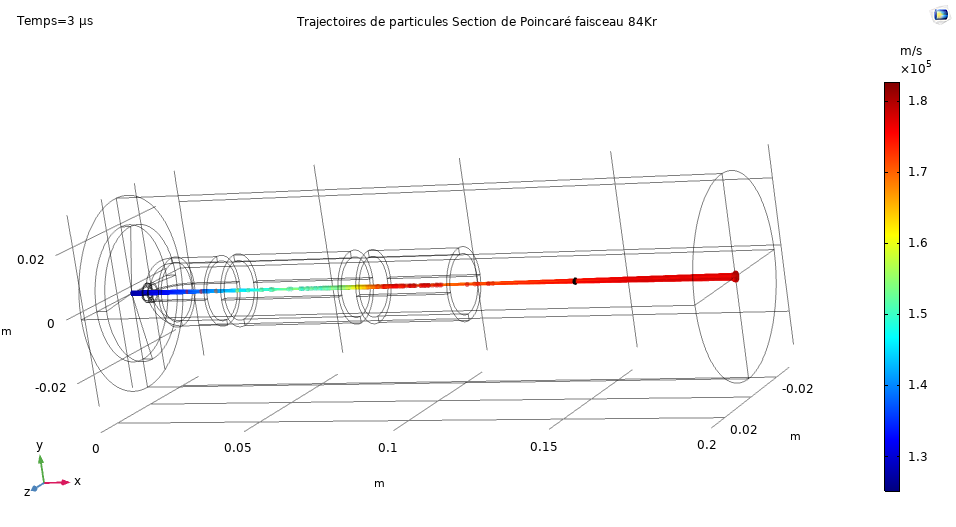 Temps=3 µs
Trajectoires de particules Section de Poincaré faisceau 84Kr
m/s
×10⁵
1.8
1.7
1.6
1.5
1.4
1.3
0.02
0
-0.02
m
0
0.05
0.1
0.15
0.2
m
-0.02
0.02
m
y
z
x